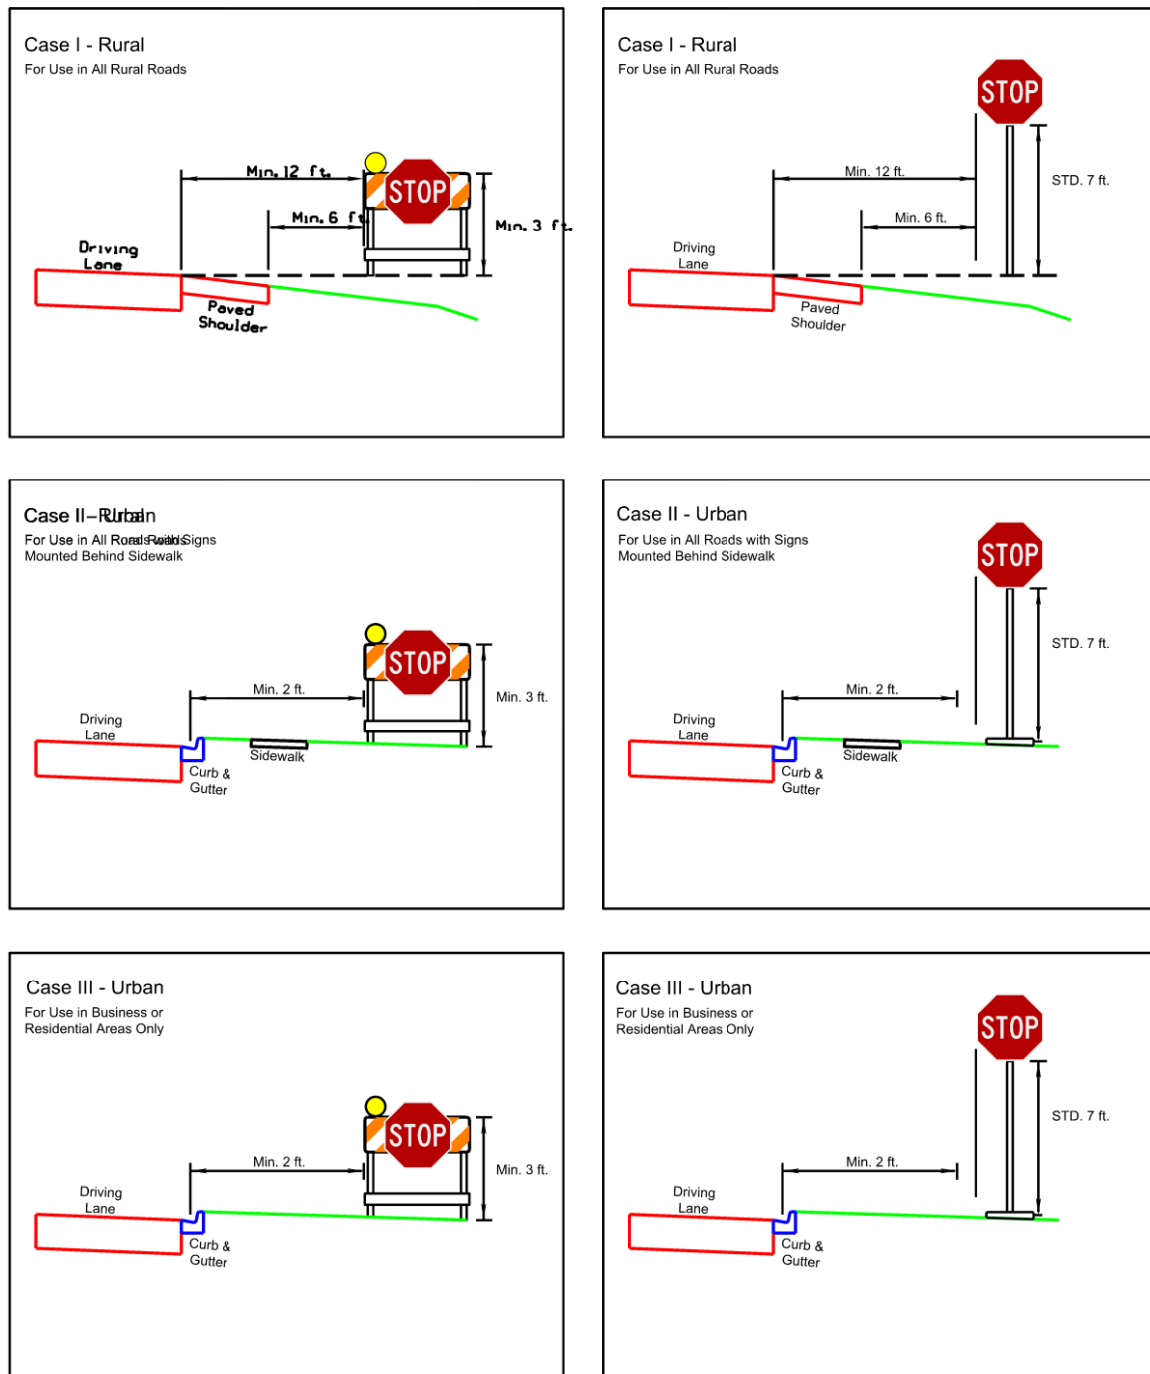 Case I - Rural
For Use in All Rural Roads
Min. 12 ft.
STOP
Min. 6 ft.
Min. 3 ft.
Driving
Lane
Paved
Shoulder
Case I - Rural
For Use in All Rural Roads
STOP
Min. 12 ft.
STD. 7 ft.
Min. 6 ft.
Driving
Lane
Paved
Shoulder
Case II - Urban
For Use in All Roads with Signs
Mounted Behind Sidewalk
STOP
Min. 2 ft.
Min. 3 ft.
Driving
Lane
Sidewalk
Curb &
Gutter
Case II - Urban
For Use in All Roads with Signs
Mounted Behind Sidewalk
STOP
STD. 7 ft.
Min. 2 ft.
Driving
Lane
Sidewalk
Curb &
Gutter
Case III - Urban
For Use in Business or
Residential Areas Only
STOP
Min. 2 ft.
Min. 3 ft.
Driving
Lane
Curb &
Gutter
Case III - Urban
For Use in Business or
Residential Areas Only
STOP
STD. 7 ft.
Min. 2 ft.
Driving
Lane
Curb &
Gutter